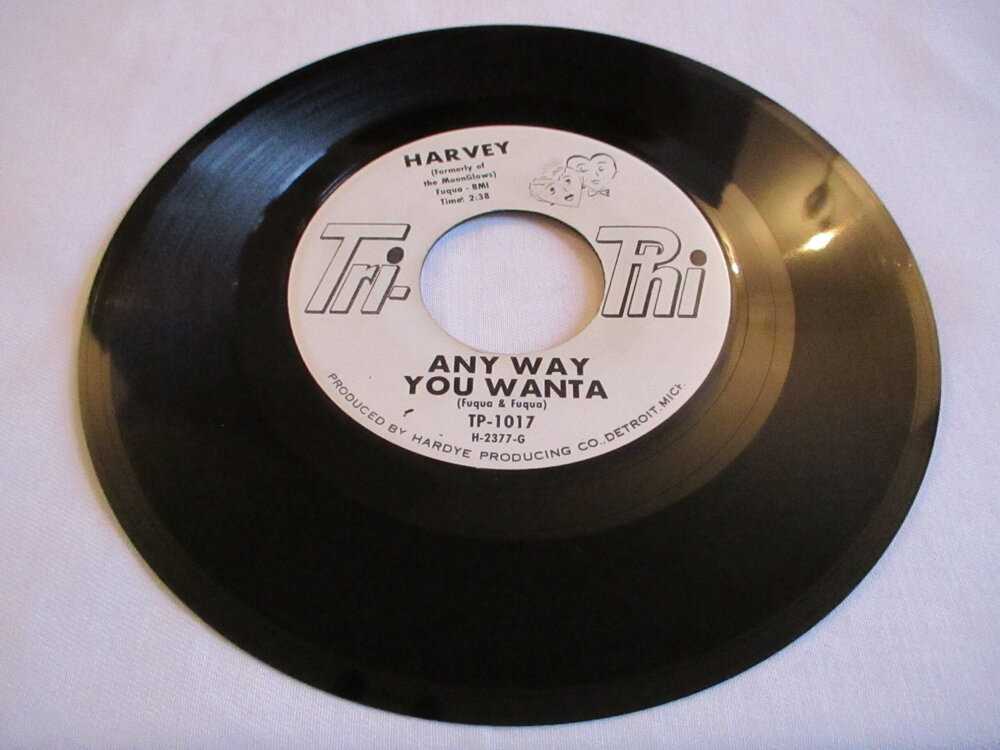 HARVEY
(Formerly of
the MoonGlows)
Fuqua - BMI
Time: 2:38
Tri-Phi
ANY WAY
YOU WANTA
(Fuqua & Fuqua)
TP-1017
H-2377-G
PRODUCED BY HARDYE PRODUCING CO., DETROIT, MICH.